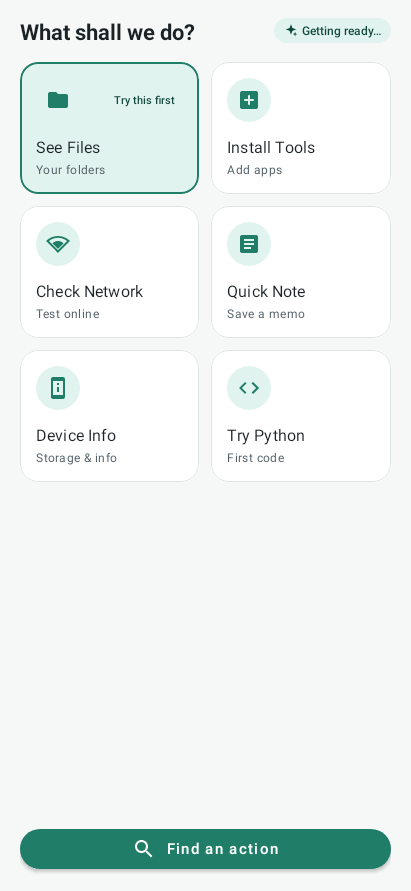 What shall we do?
Getting ready…
Try this first
See Files
Your folders
Install Tools
Add apps
Check Network
Test online
Quick Note
Save a memo
Device Info
Storage & info
Try Python
First code
Find an action